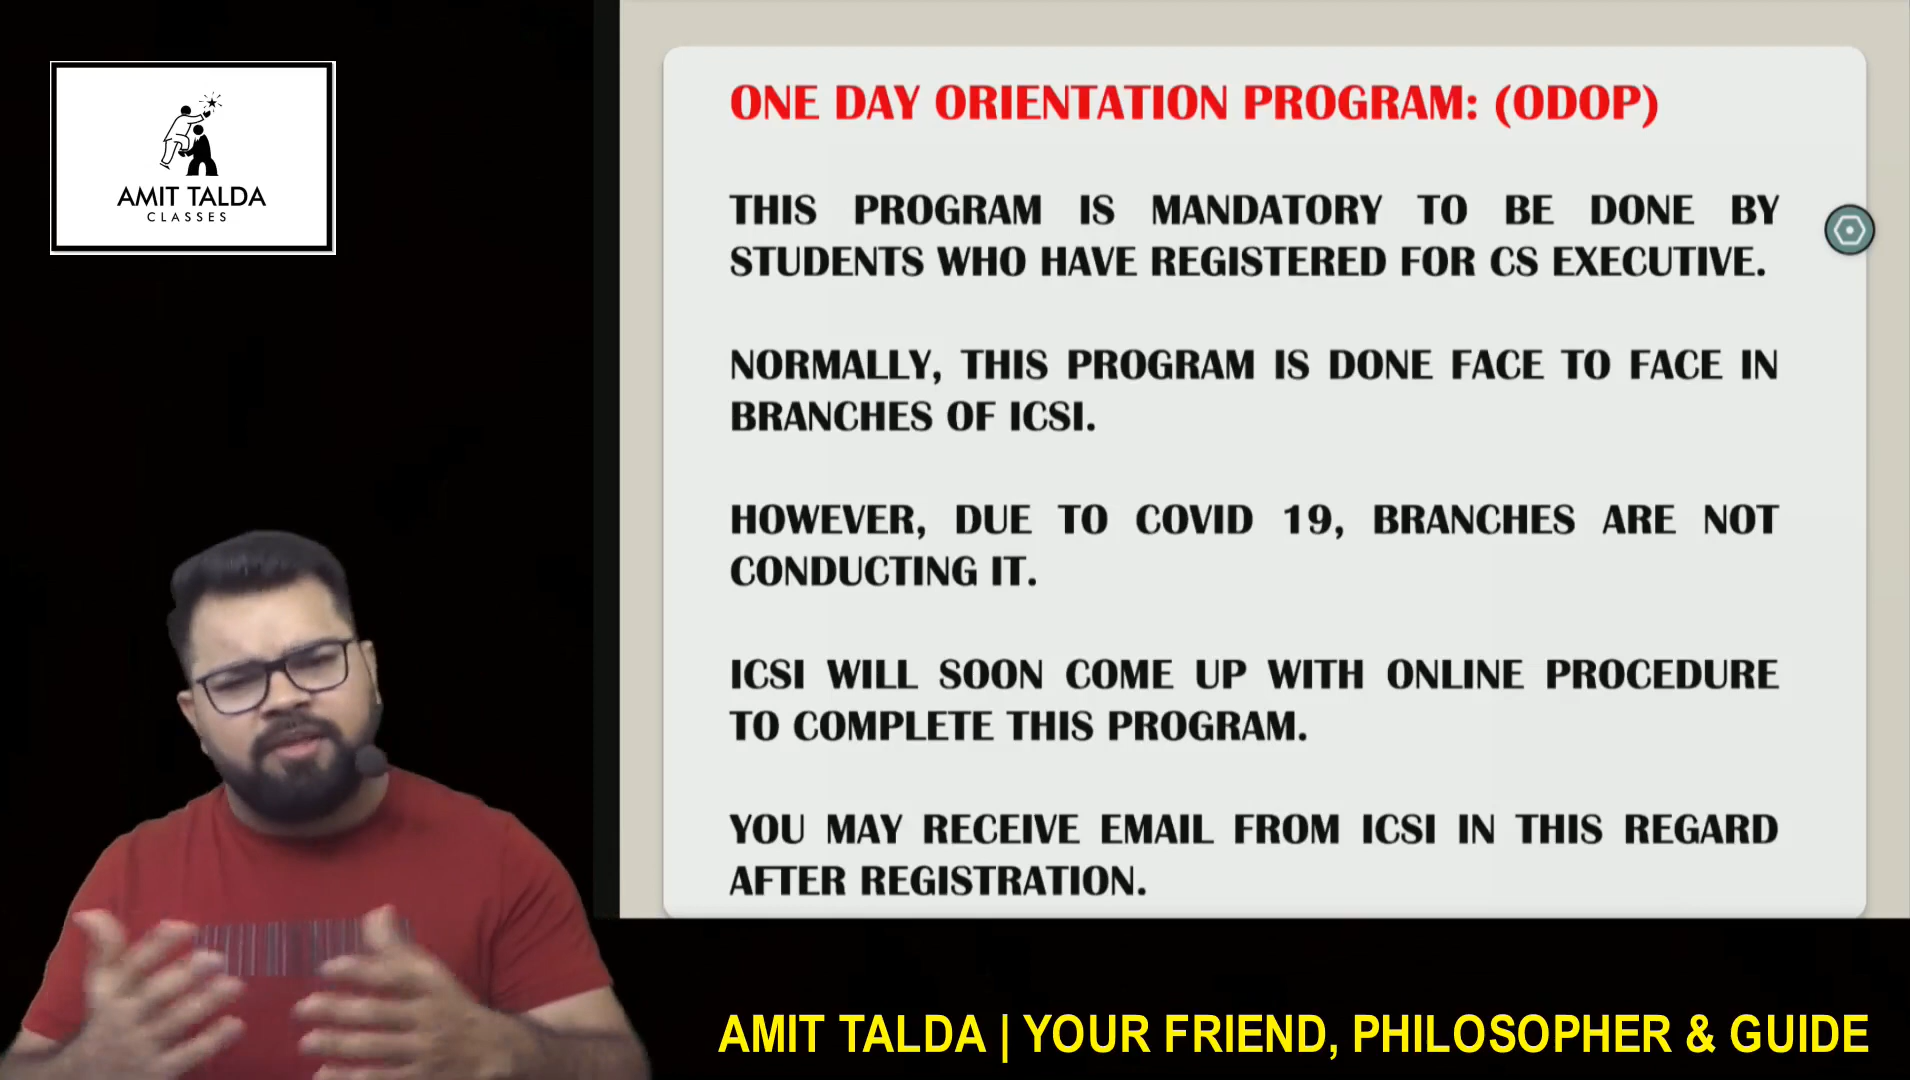 AMIT TALDA
CLASSES
ONE DAY ORIENTATION PROGRAM: (ODOP)
THIS PROGRAM IS MANDATORY TO BE DONE BY
STUDENTS WHO HAVE REGISTERED FOR CS EXECUTIVE.
NORMALLY, THIS PROGRAM IS DONE FACE TO FACE IN
BRANCHES OF ICSI.
HOWEVER, DUE TO COVID 19, BRANCHES ARE NOT
CONDUCTING IT.
ICSI WILL SOON COME UP WITH ONLINE PROCEDURE
TO COMPLETE THIS PROGRAM.
YOU MAY RECEIVE EMAIL FROM ICSI IN THIS REGARD
AFTER REGISTRATION.
AMIT TALDA | YOUR FRIEND, PHILOSOPHER & GUIDE